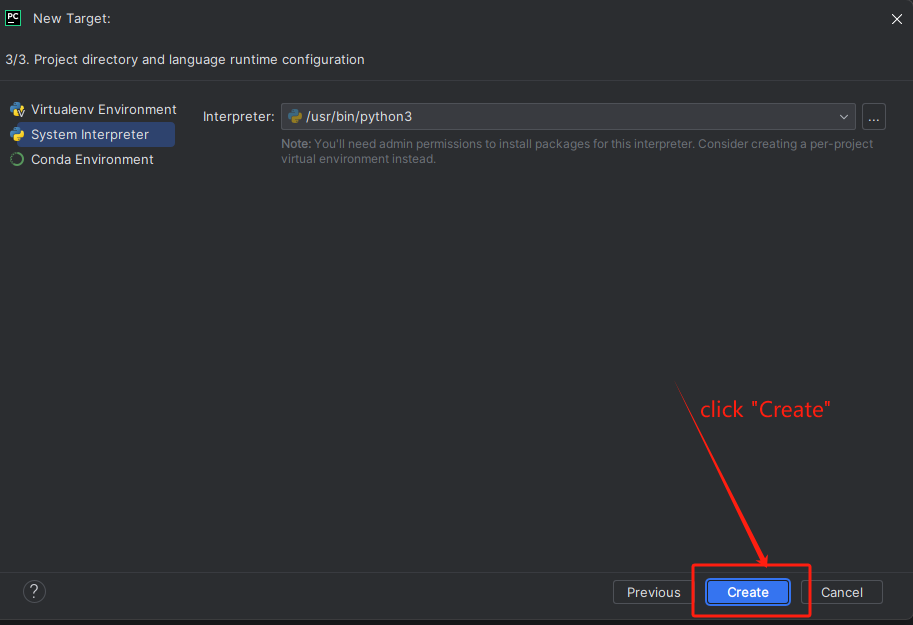 PC New Target:
3/3. Project directory and language runtime configuration
Virtualenv Environment
System Interpreter
Conda Environment
Interpreter: /usr/bin/python3 ...
Note: You'll need admin permissions to install packages for this interpreter. Consider creating a per-project
virtual environment instead.
click "Create"
? Previous Create Cancel